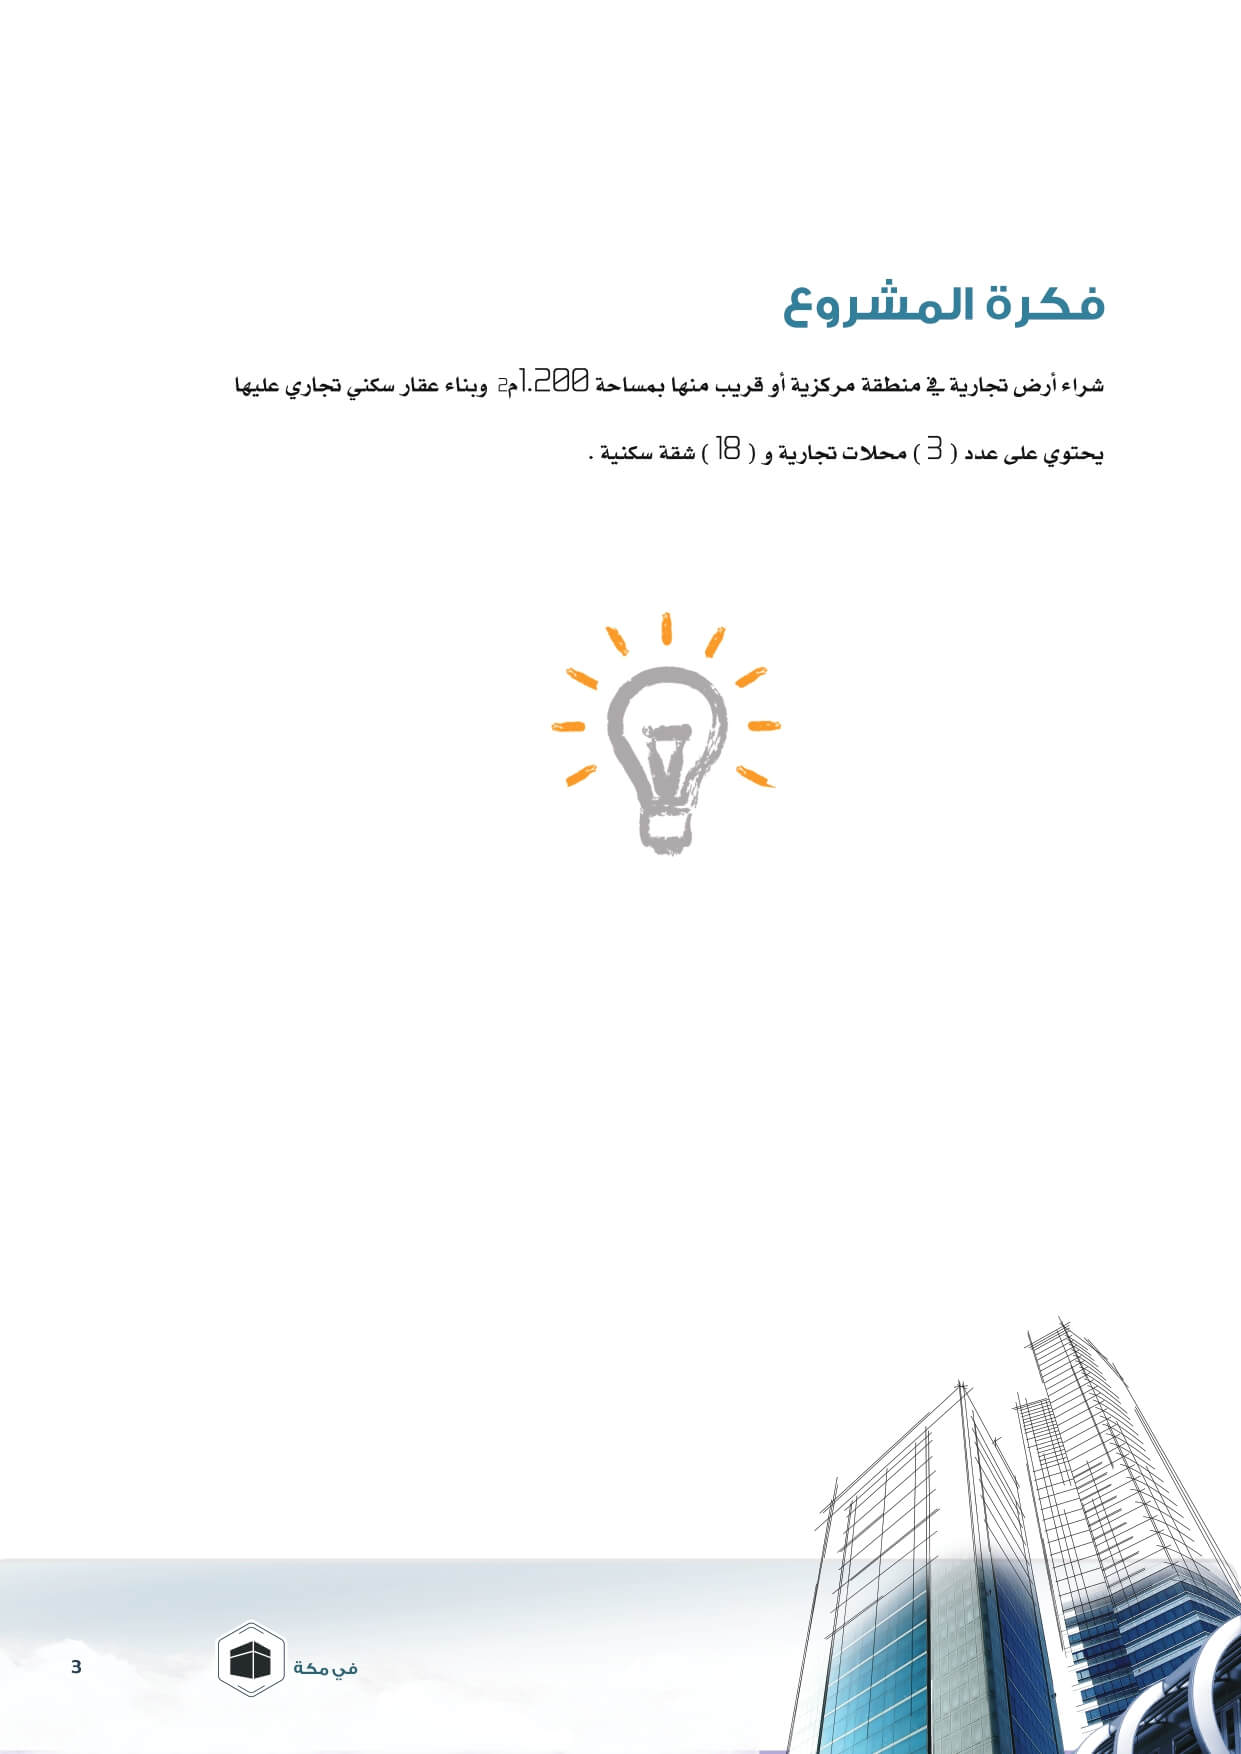 فكرة المشروع
شراء أرض تجارية في منطقة مركزية أو قريب منها بمساحة 1.200م2 وبناء عقار سكني تجاري عليها
يحتوي على عدد ( 3 ) محلات تجارية و ( 18 ) شقة سكنية .
في مكة
3